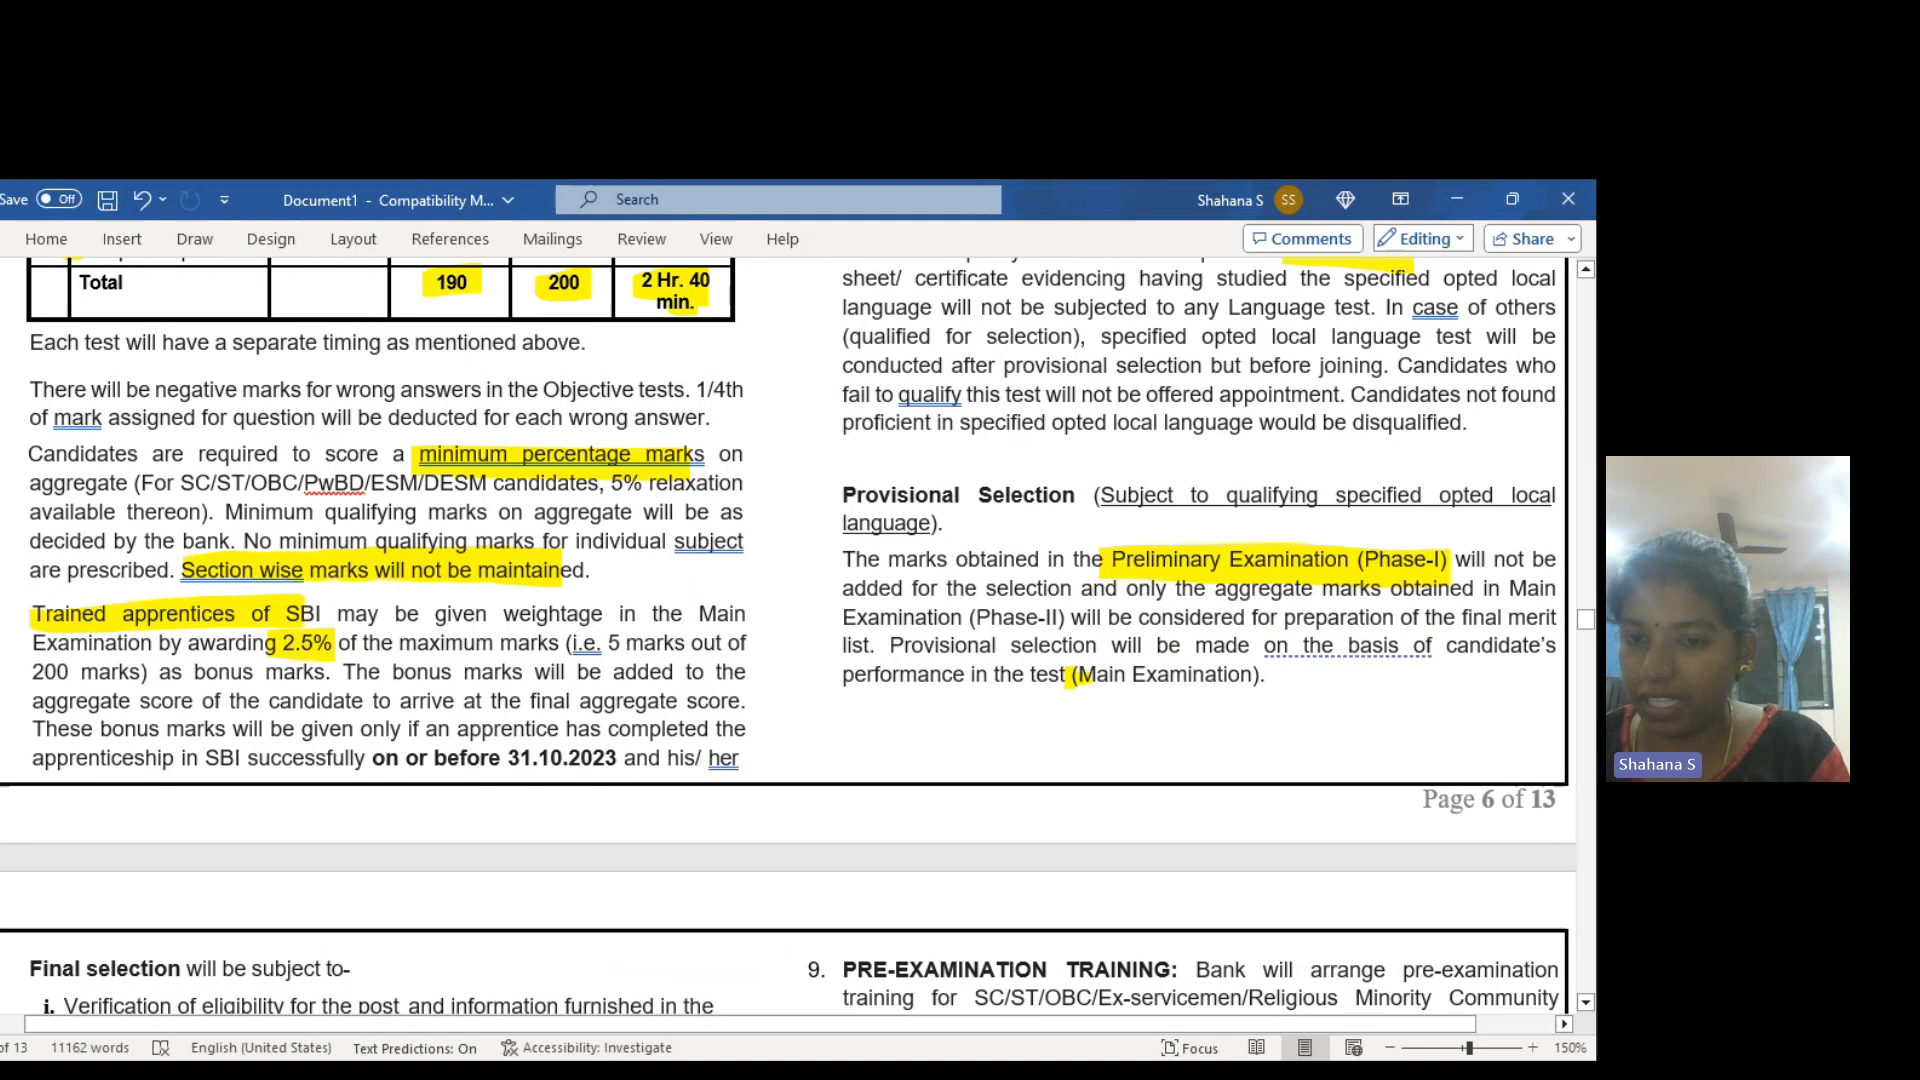 Save Off Document1 - Compatibility M... Search Shahana S SS
Home Insert Draw Design Layout References Mailings Review View Help Comments Editing Share
Total 190 200 2 Hr. 40
min.
Each test will have a separate timing as mentioned above.
There will be negative marks for wrong answers in the Objective tests. 1/4th
of mark assigned for question will be deducted for each wrong answer.
Candidates are required to score a minimum percentage marks on
aggregate (For SC/ST/OBC/PwBD/ESM/DESM candidates, 5% relaxation
available thereon). Minimum qualifying marks on aggregate will be as
decided by the bank. No minimum qualifying marks for individual subject
are prescribed. Section wise marks will not be maintained.
Trained apprentices of SBI may be given weightage in the Main
Examination by awarding 2.5% of the maximum marks (i.e. 5 marks out of
200 marks) as bonus marks. The bonus marks will be added to the
aggregate score of the candidate to arrive at the final aggregate score.
These bonus marks will be given only if an apprentice has completed the
apprenticeship in SBI successfully on or before 31.10.2023 and his/ her
sheet/ certificate evidencing having studied the specified opted local
language will not be subjected to any Language test. In case of others
(qualified for selection), specified opted local language test will be
conducted after provisional selection but before joining. Candidates who
fail to qualify this test will not be offered appointment. Candidates not found
proficient in specified opted local language would be disqualified.
Provisional Selection (Subject to qualifying specified opted local
language).
The marks obtained in the Preliminary Examination (Phase-I) will not be
added for the selection and only the aggregate marks obtained in Main
Examination (Phase-II) will be considered for preparation of the final merit
list. Provisional selection will be made on the basis of candidate's
performance in the test (Main Examination).
Page 6 of 13
Final selection will be subject to-
i. Verification of eligibility for the post and information furnished in the
9. PRE-EXAMINATION TRAINING: Bank will arrange pre-examination
training for SC/ST/OBC/Ex-servicemen/Religious Minority Community
of 13 11162 words English (United States) Text Predictions: On Accessibility: Investigate Focus 150%
Shahana S